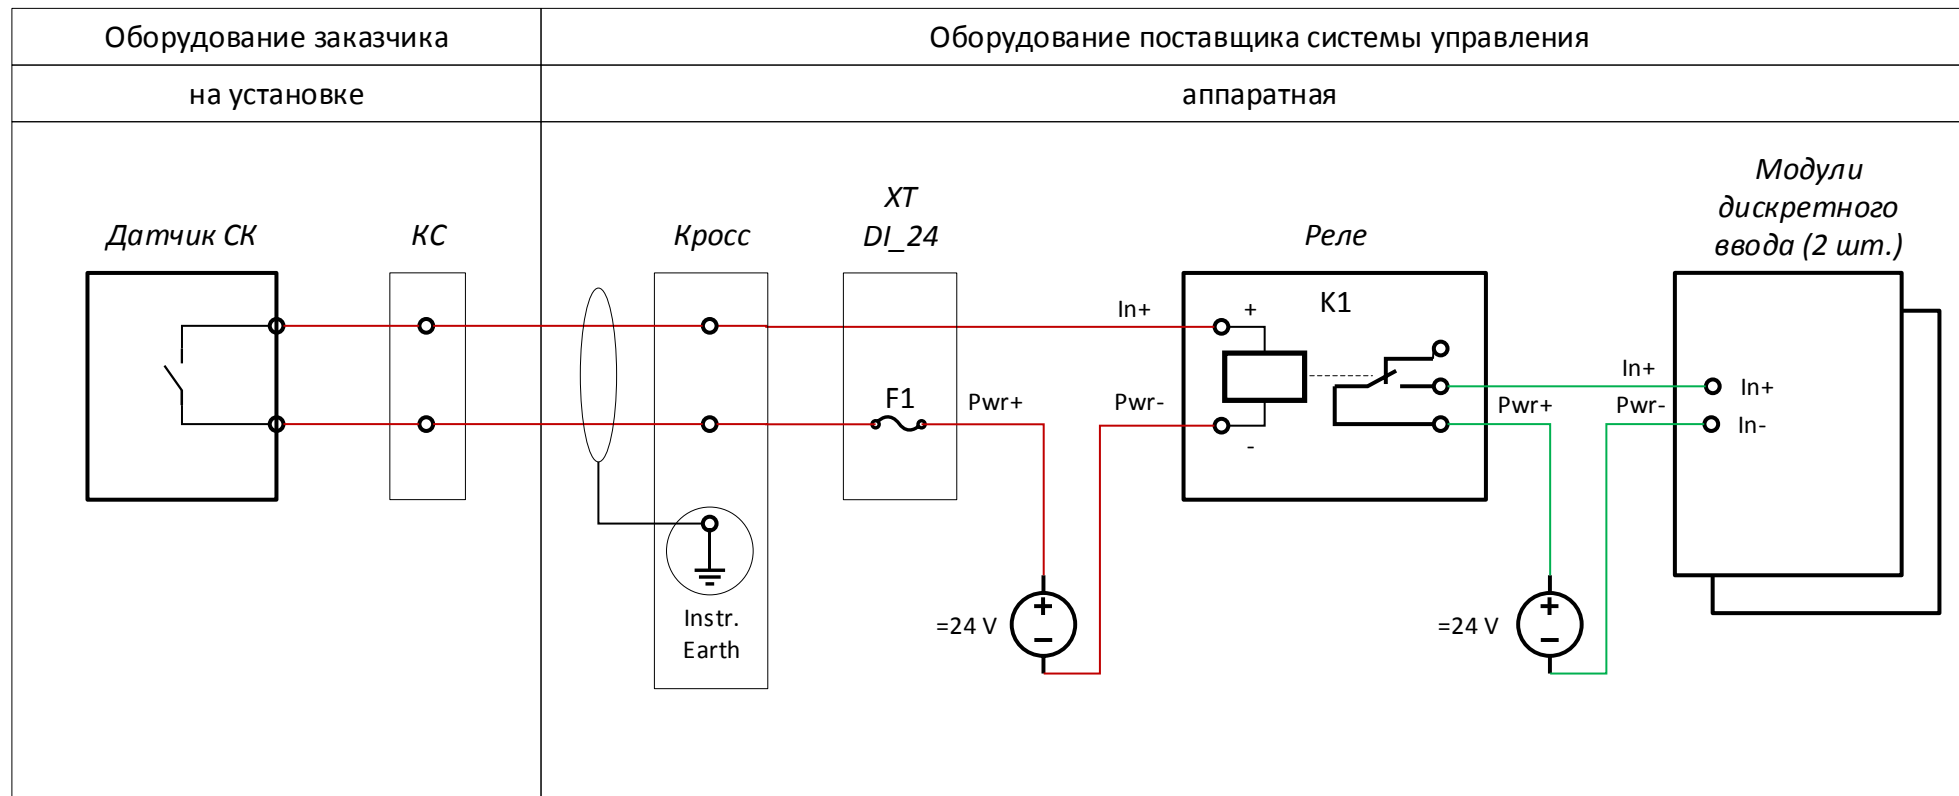 Оборудование заказчика
Оборудование поставщика системы управления
на установке
аппаратная
Датчик СК
КС
Кросс
XT
DI_24
Реле
Модули
дискретного
ввода (2 шт.)
In+
+
K1
F1
Pwr+
Pwr-
-
In+
Pwr+
Pwr-
In+
In-
Instr.
Earth
=24 V
+
−
=24 V
+
−